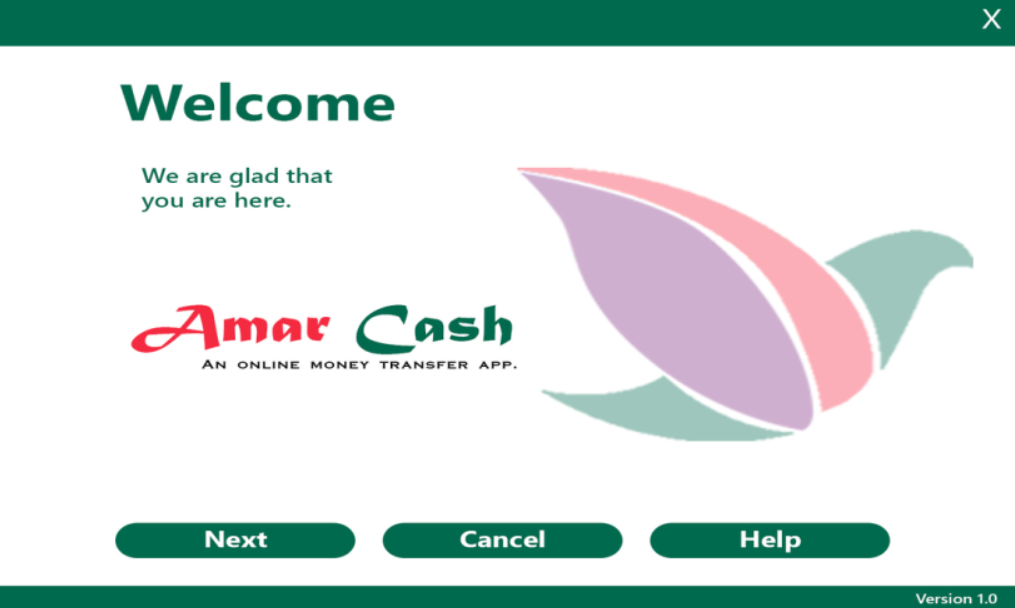 X
Welcome
We are glad that
you are here.
Amar Cash
AN ONLINE MONEY TRANSFER APP.
Next Cancel Help
Version 1.0